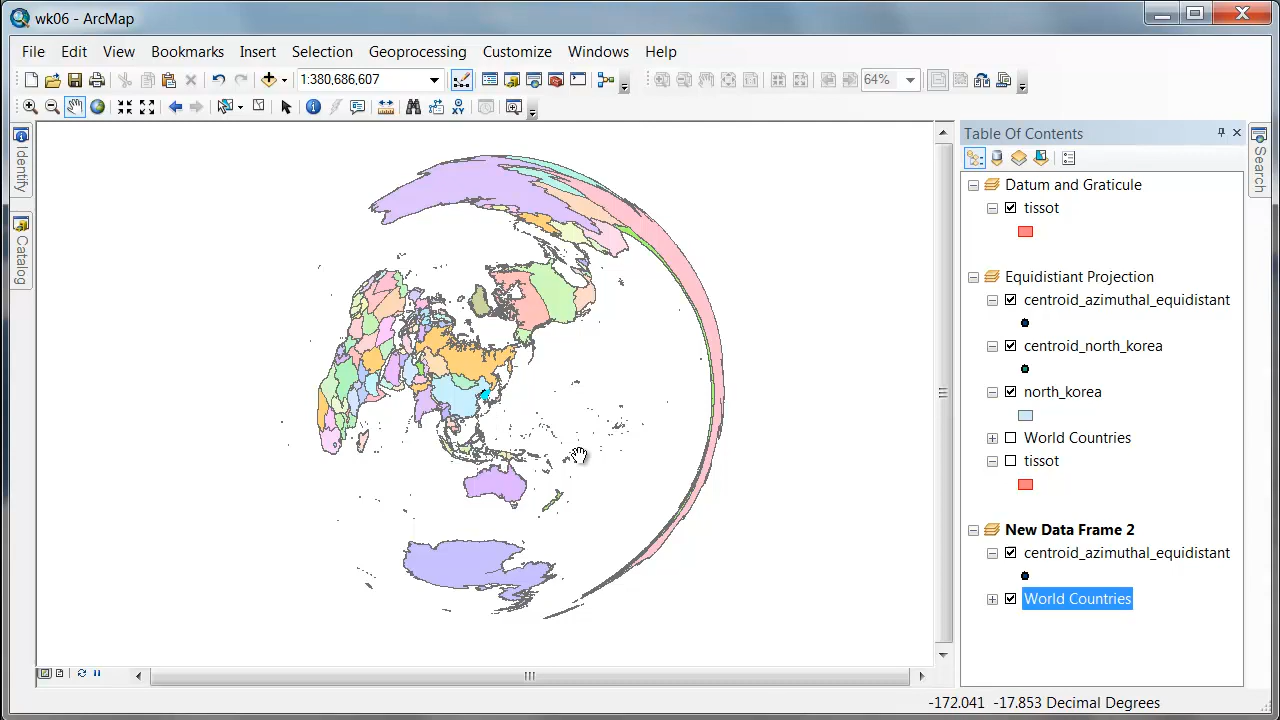 wk06 - ArcMap
File Edit View Bookmarks Insert Selection Geoprocessing Customize Windows Help
1:380,686,607
64%
Identify
Catalog
Table Of Contents
Datum and Graticule
tissot
Equidistiant Projection
centroid_azimuthal_equidistant
centroid_north_korea
north_korea
World Countries
tissot
New Data Frame 2
centroid_azimuthal_equidistant
World Countries
Search
-172.041 -17.853 Decimal Degrees